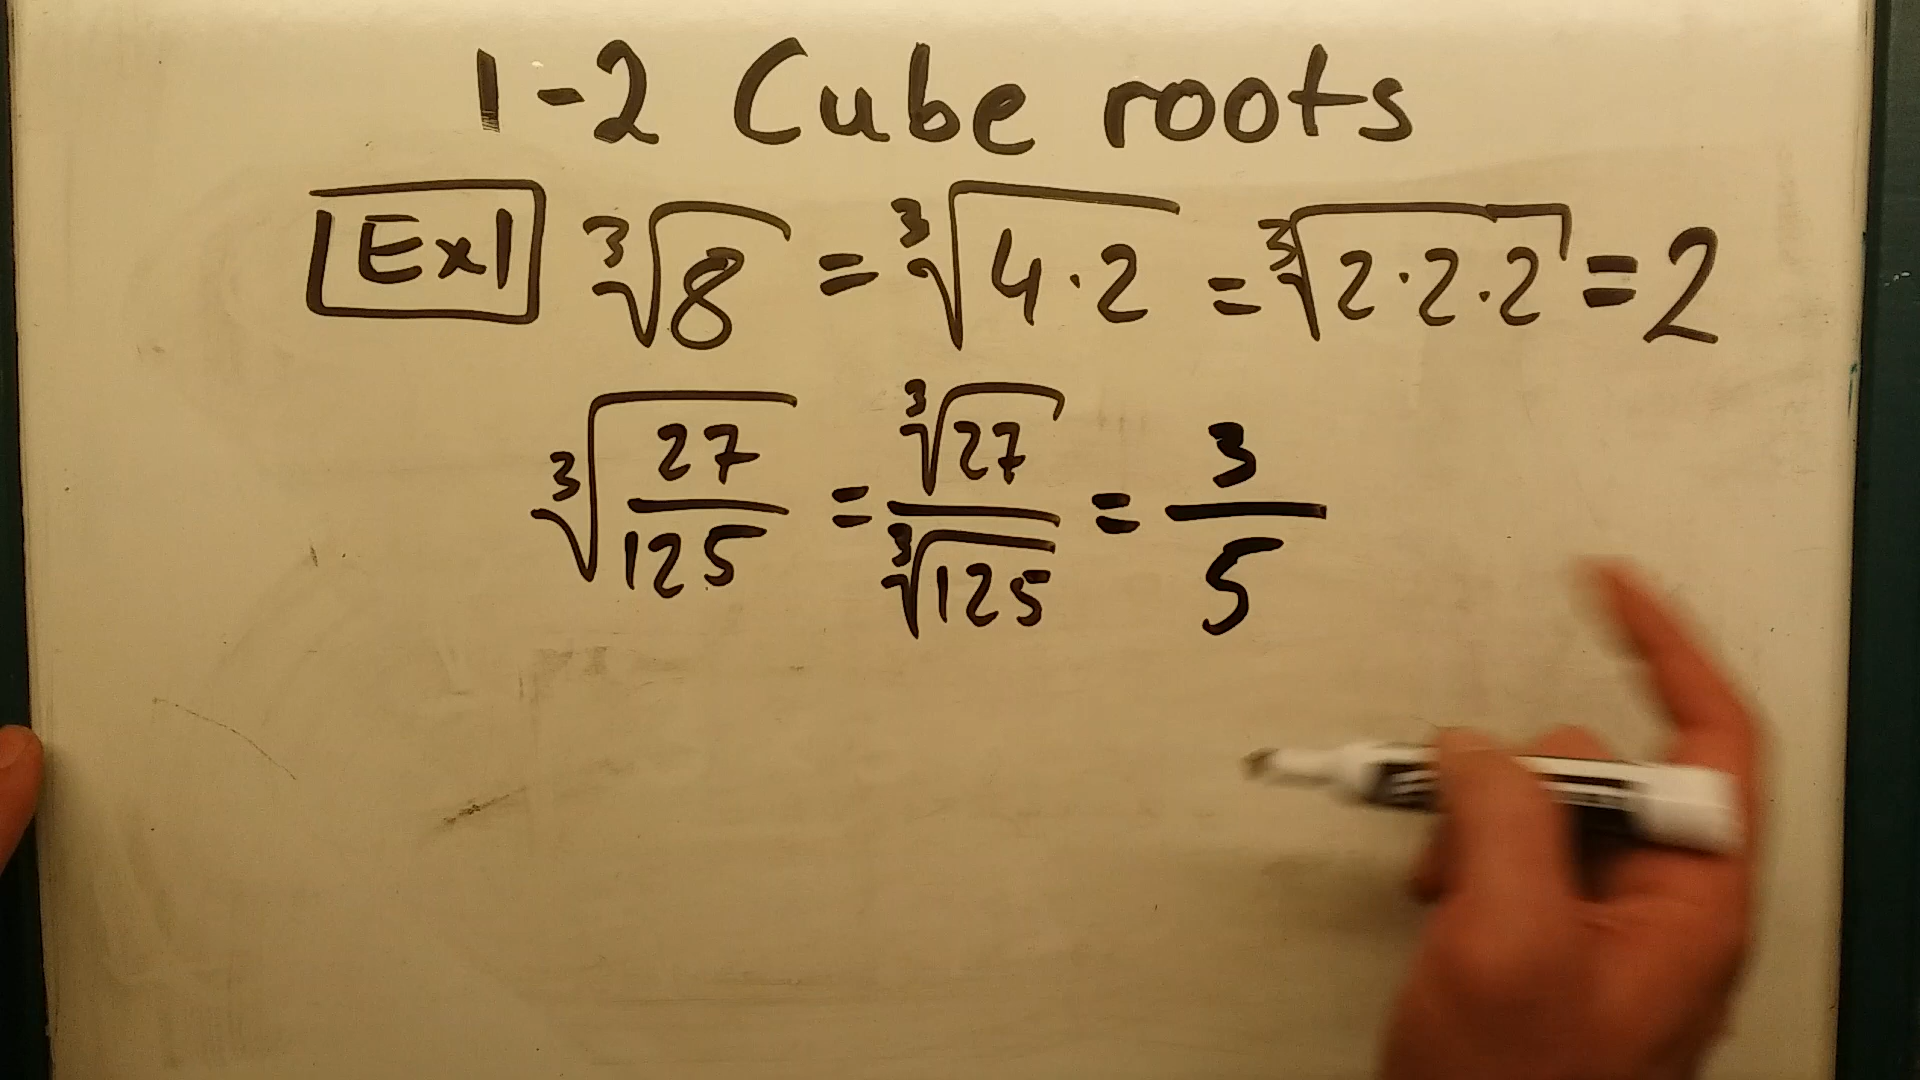 1-2 Cube roots
Ex1 ∛8 = ∛4·2 = ∛2·2·2 = 2
∛(27/125) = ∛27/∛125 = 3/5